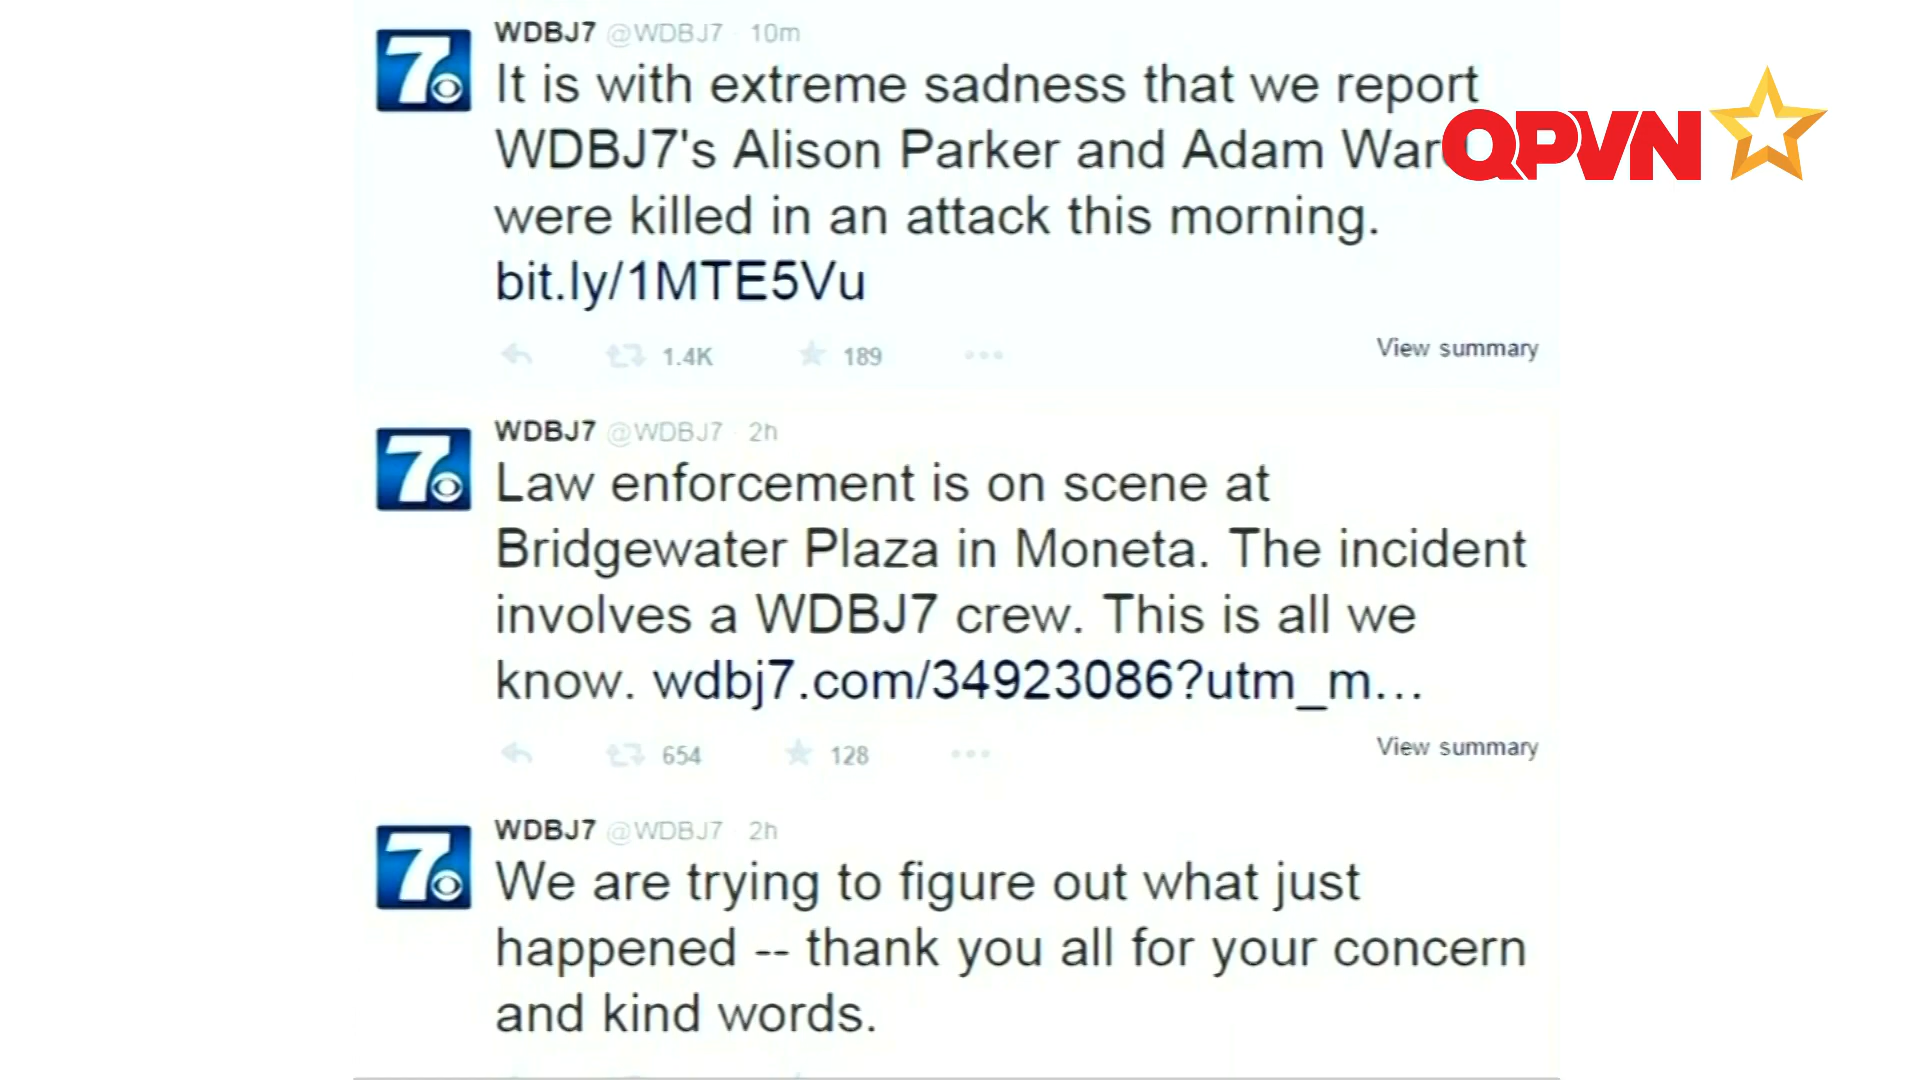 WDBJ7 @WDBJ7 10m
It is with extreme sadness that we report
WDBJ7's Alison Parker and Adam War
were killed in an attack this morning.
bit.ly/1MTE5Vu
1.4K 189 View summary
QPVN
WDBJ7 @WDBJ7 2h
Law enforcement is on scene at
Bridgewater Plaza in Moneta. The incident
involves a WDBJ7 crew. This is all we
know. wdbj7.com/34923086?utm_m...
654 128 View summary
WDBJ7 @WDBJ7 2h
We are trying to figure out what just
happened -- thank you all for your concern
and kind words.
7
7
7